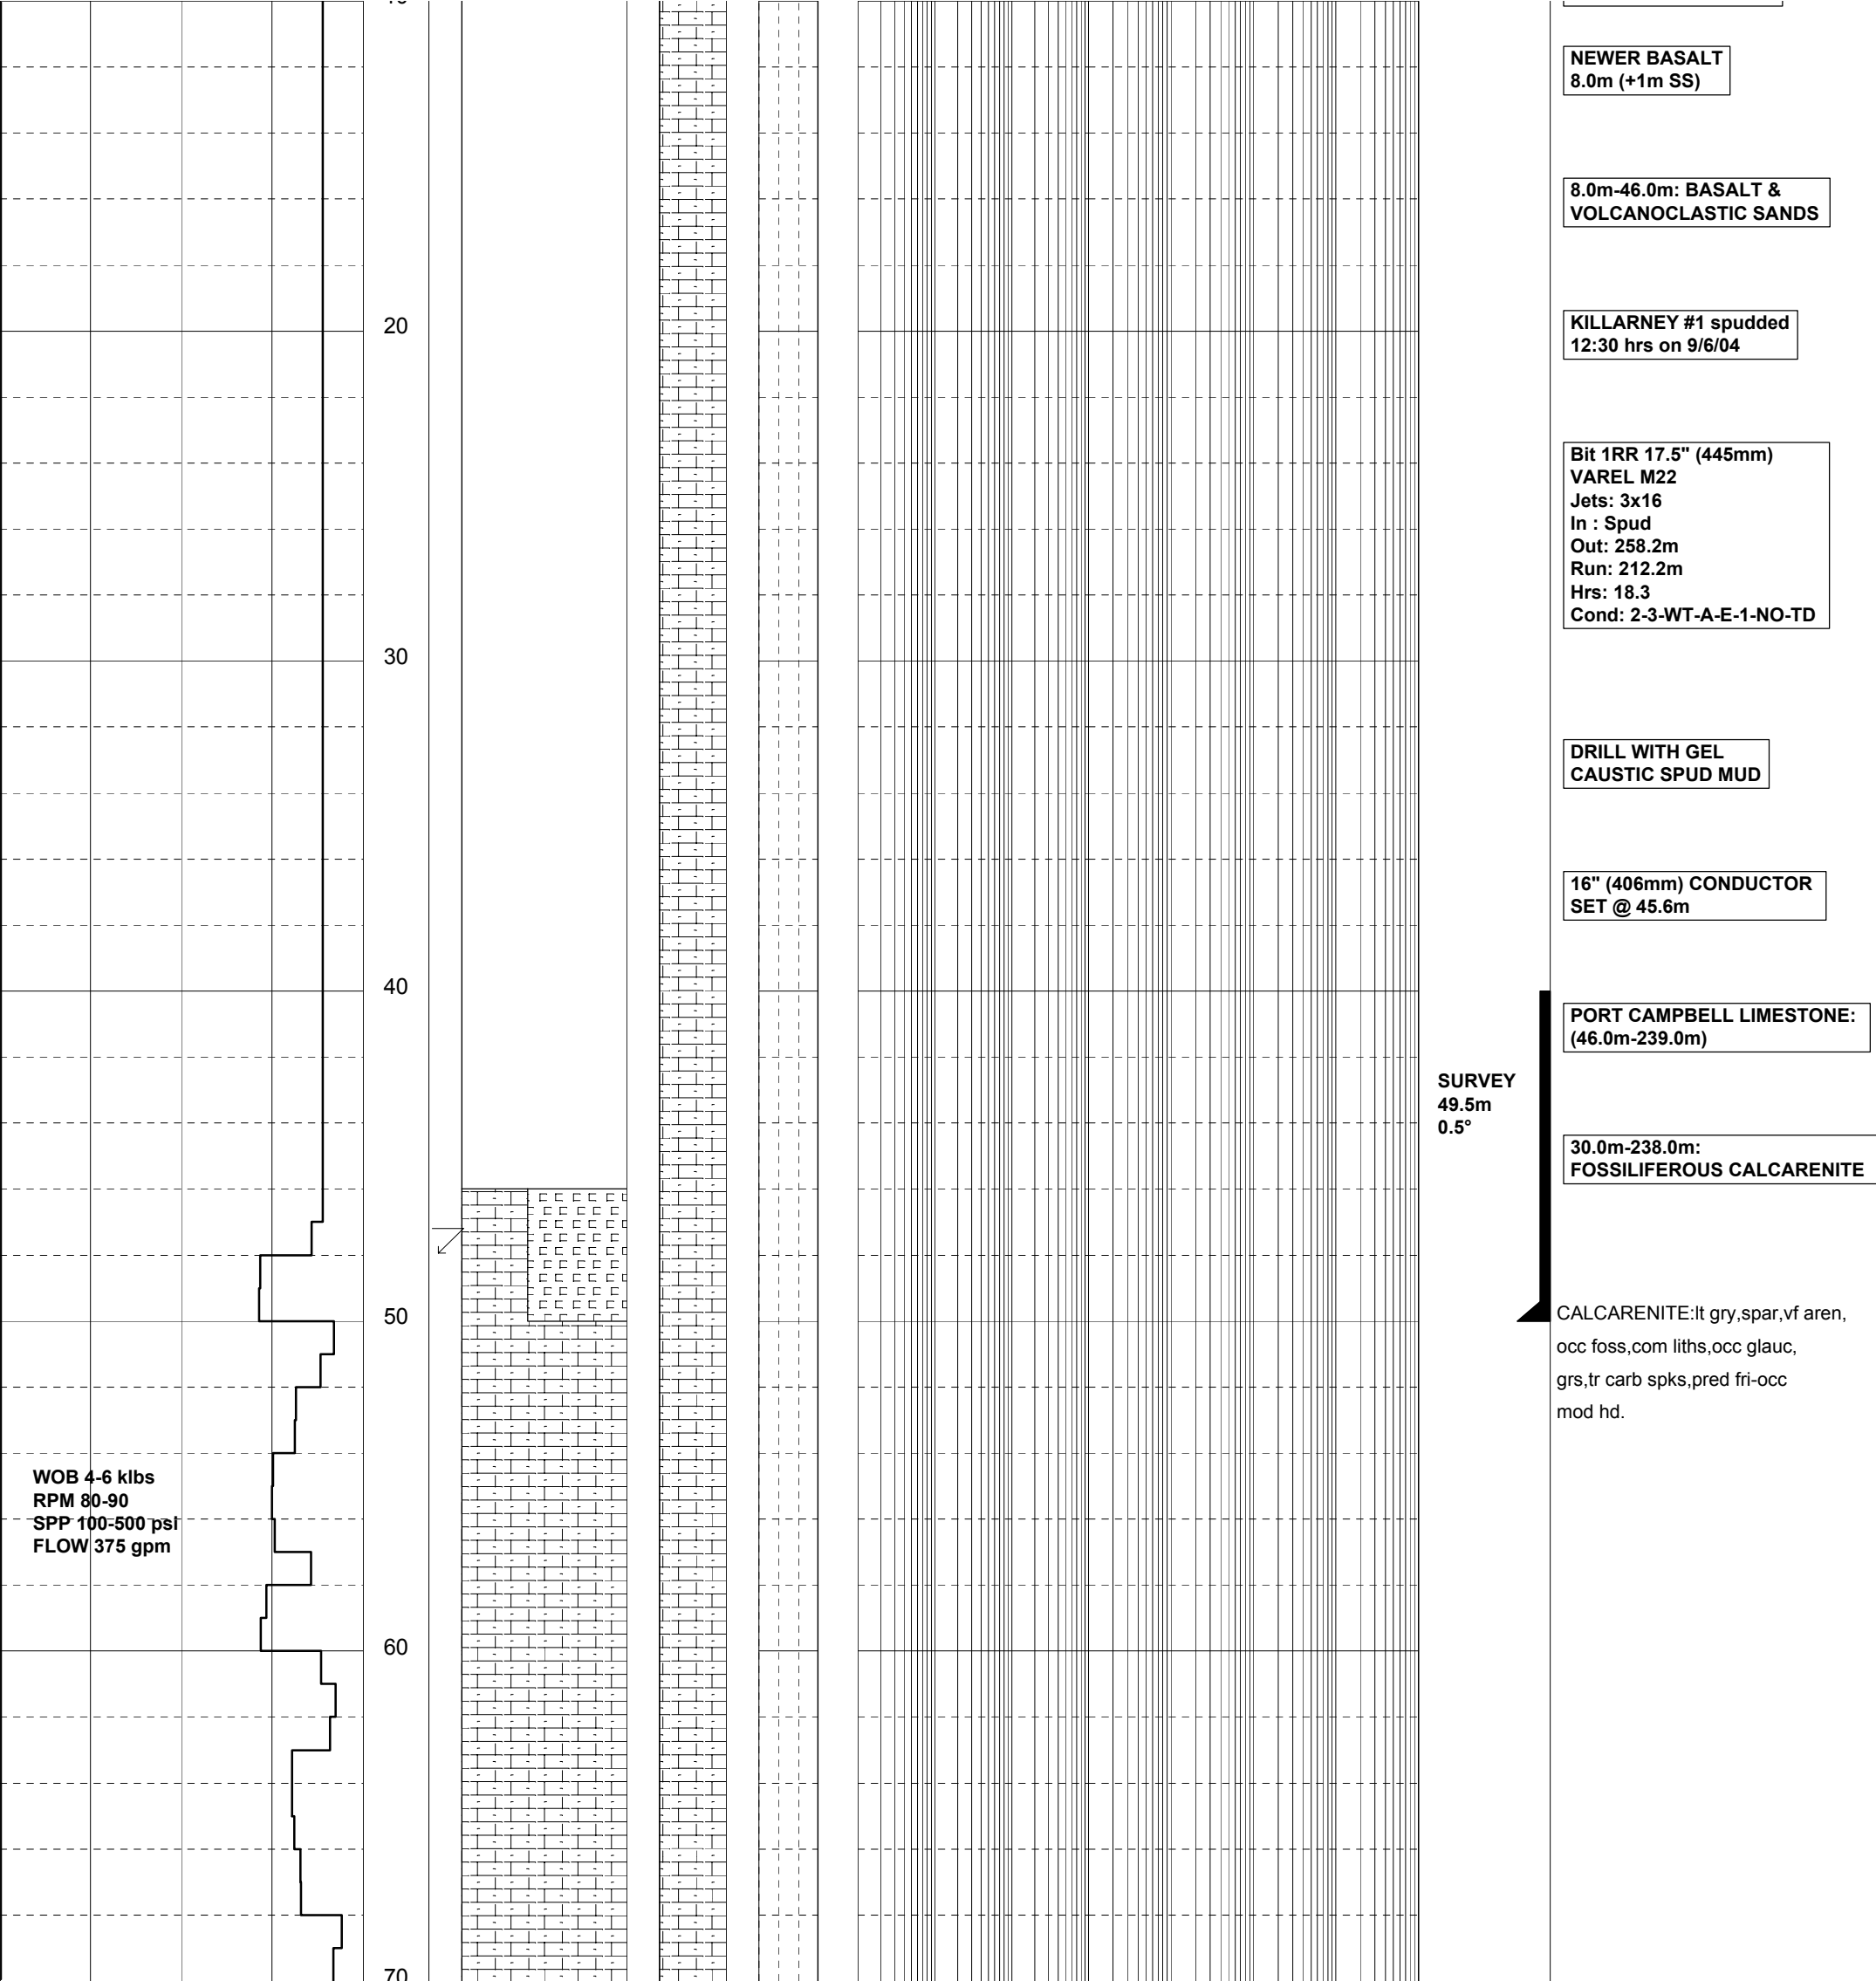 NEWER BASALT
8.0m (+1m SS)
8.0m-46.0m: BASALT &
VOLCANOCLASTIC SANDS
20
KILLARNEY #1 spudded
12:30 hrs on 9/6/04
Bit 1RR 17.5" (445mm)
VAREL M22
Jets: 3x16
In : Spud
Out: 258.2m
Run: 212.2m
Hrs: 18.3
Cond: 2-3-WT-A-E-1-NO-TD
30
DRILL WITH GEL
CAUSTIC SPUD MUD
16" (406mm) CONDUCTOR
SET @ 45.6m
40
PORT CAMPBELL LIMESTONE:
(46.0m-239.0m)
SURVEY
49.5m
0.5°
30.0m-238.0m:
FOSSILIFEROUS CALCARENITE
50
CALCARENITE:lt gry,spar,vf aren,
occ foss,com liths,occ glauc,
grs,tr carb spks,pred fri-occ
mod hd.
WOB 4-6 klbs
RPM 80-90
SPP 100-500 psi
FLOW 375 gpm
60
70